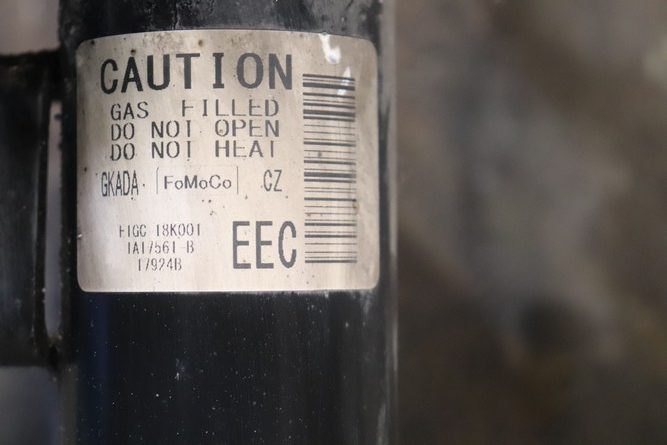 CAUTION
GAS FILLED
DO NOT OPEN
DO NOT HEAT
GKADA FoMoCo CZ
F1GC 18K001
1A17561-B
17924B
EEC